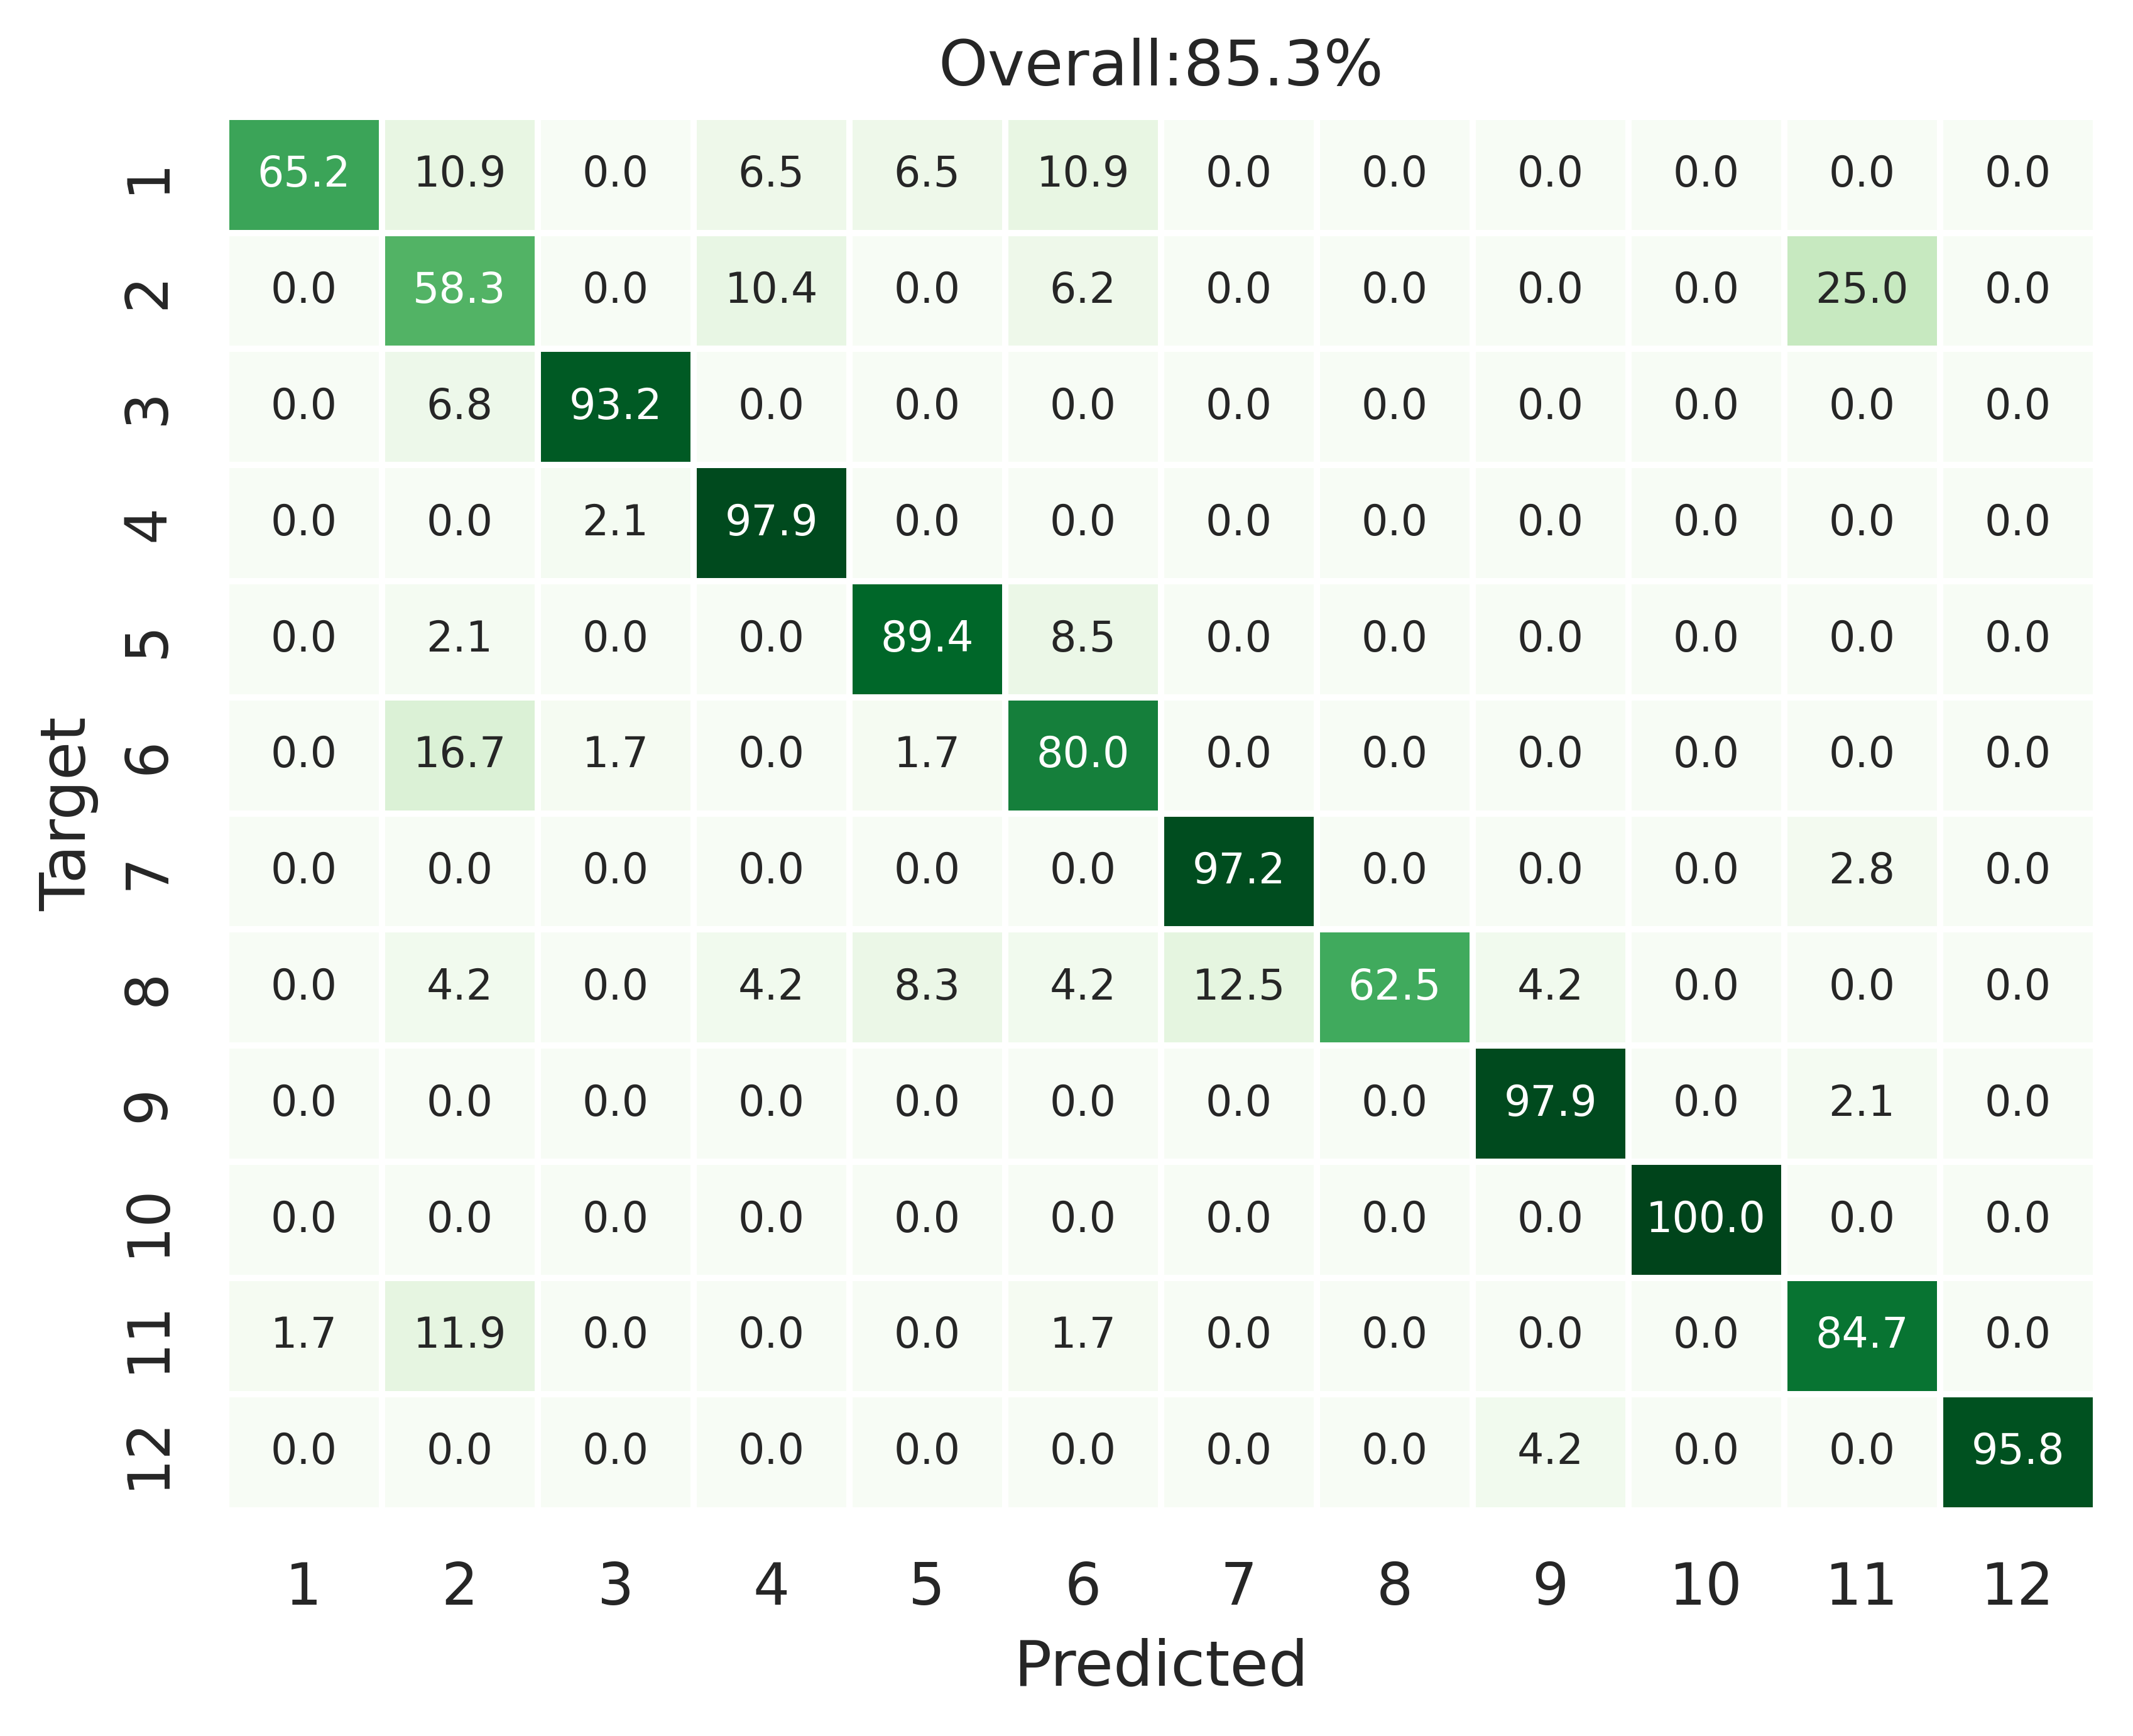 Overall:85.3%
1 65.2 10.9 0.0 6.5 6.5 10.9 0.0 0.0 0.0 0.0 0.0 0.0
2 0.0 58.3 0.0 10.4 0.0 6.2 0.0 0.0 0.0 0.0 25.0 0.0
3 0.0 6.8 93.2 0.0 0.0 0.0 0.0 0.0 0.0 0.0 0.0 0.0
4 0.0 0.0 2.1 97.9 0.0 0.0 0.0 0.0 0.0 0.0 0.0 0.0
5 0.0 2.1 0.0 0.0 89.4 8.5 0.0 0.0 0.0 0.0 0.0 0.0
6 0.0 16.7 1.7 0.0 1.7 80.0 0.0 0.0 0.0 0.0 0.0 0.0
Target
7 0.0 0.0 0.0 0.0 0.0 0.0 97.2 0.0 0.0 0.0 2.8 0.0
8 0.0 4.2 0.0 4.2 8.3 4.2 12.5 62.5 4.2 0.0 0.0 0.0
9 0.0 0.0 0.0 0.0 0.0 0.0 0.0 0.0 97.9 0.0 2.1 0.0
10 0.0 0.0 0.0 0.0 0.0 0.0 0.0 0.0 0.0 100.0 0.0 0.0
11 1.7 11.9 0.0 0.0 0.0 1.7 0.0 0.0 0.0 0.0 84.7 0.0
12 0.0 0.0 0.0 0.0 0.0 0.0 0.0 0.0 4.2 0.0 0.0 95.8
1 2 3 4 5 6 7 8 9 10 11 12
Predicted